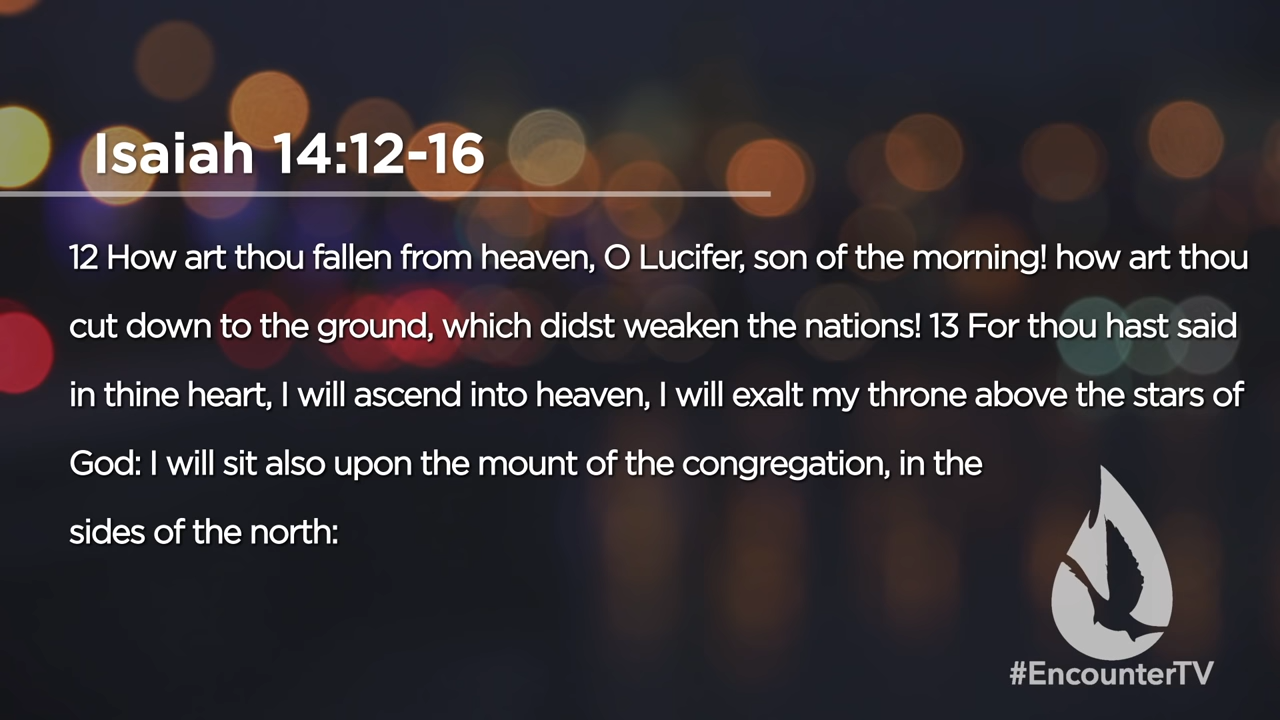 Isaiah 14:12-16
12 How art thou fallen from heaven, O Lucifer, son of the morning! how art thou
cut down to the ground, which didst weaken the nations! 13 For thou hast said
in thine heart, I will ascend into heaven, I will exalt my throne above the stars of
God: I will sit also upon the mount of the congregation, in the
sides of the north:
#EncounterTV